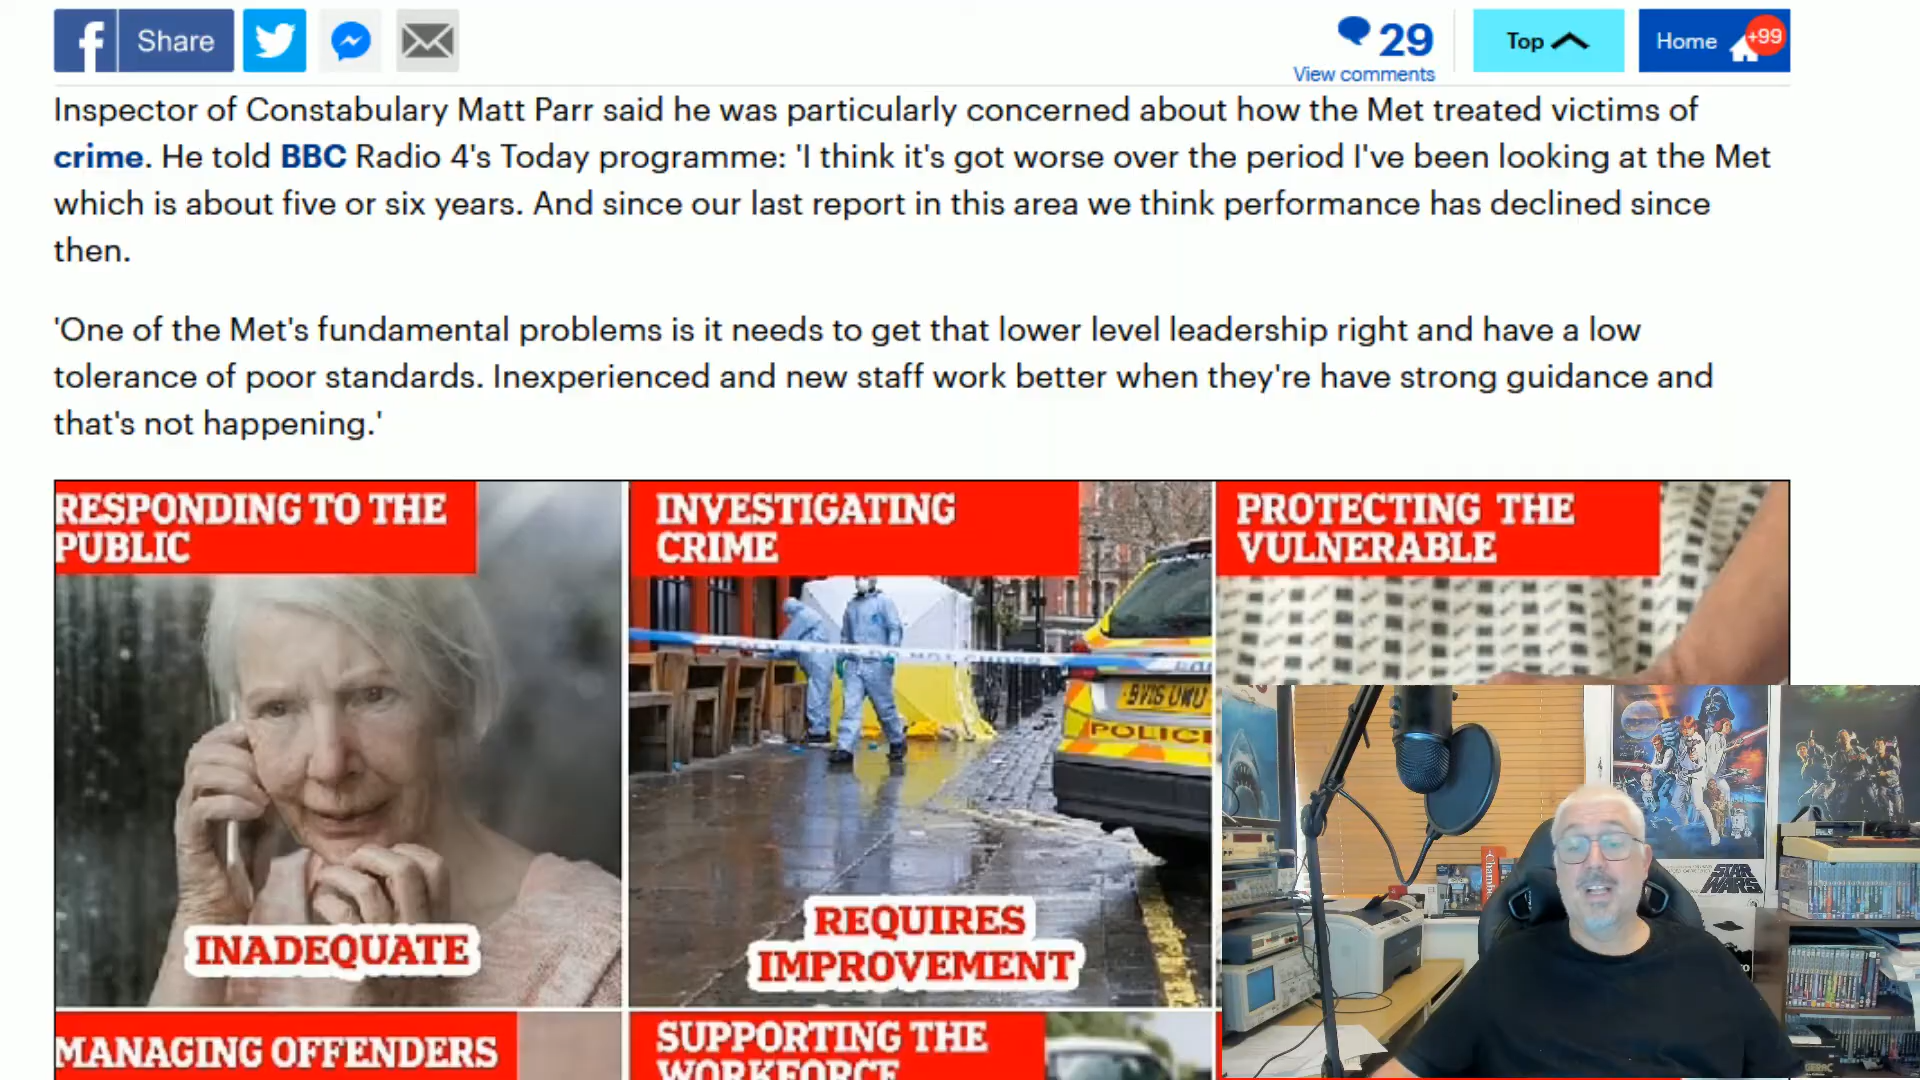 Share
29
View comments
Top
Home
+99
Inspector of Constabulary Matt Parr said he was particularly concerned about how the Met treated victims of
crime. He told BBC Radio 4's Today programme: 'I think it's got worse over the period I've been looking at the Met
which is about five or six years. And since our last report in this area we think performance has declined since
then.
'One of the Met's fundamental problems is it needs to get that lower level leadership right and have a low
tolerance of poor standards. Inexperienced and new staff work better when they're have strong guidance and
that's not happening.'
RESPONDING TO THE
PUBLIC
INVESTIGATING
CRIME
PROTECTING THE
VULNERABLE
POLICE
INADEQUATE
REQUIRES
IMPROVEMENT
STAR
WARS
MANAGING OFFENDERS
SUPPORTING THE
WORKFORCE